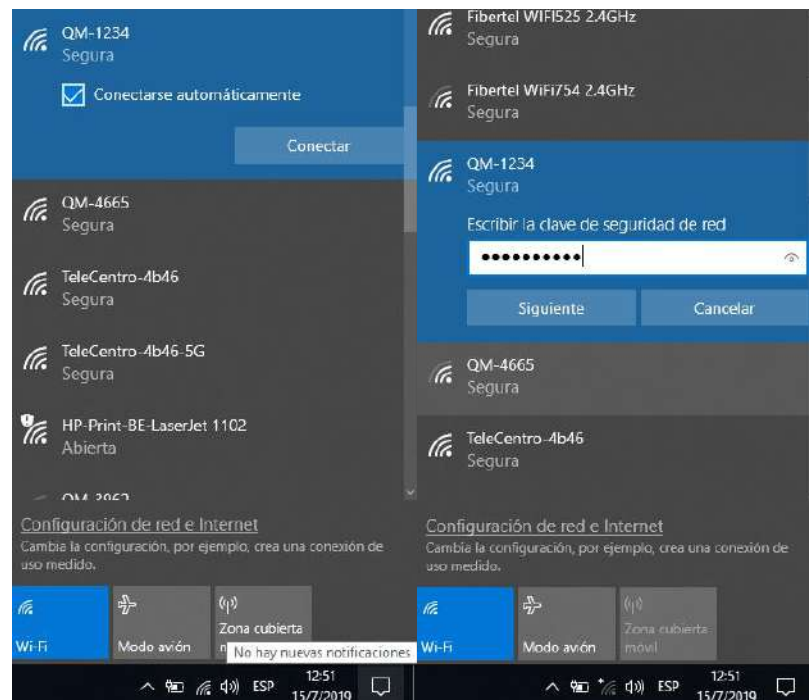 QM-1234
Segura
Conectarse automáticamente
Conectar
QM-4665
Segura
TeleCentro-4b46
Segura
TeleCentro-4b46-5G
Segura
HP-Print-BE-LaserJet 1102
Abierta
Configuración de red e Internet
Cambia la configuración, por ejemplo, crea una conexión de
uso medido.
Wi-Fi
Modo avión
Zona cubierta
No hay nuevas notificaciones
ESP
12:51
15/7/2019
Fibertel WIFI525 2.4GHz
Segura
Fibertel WiFi754 2.4GHz
Segura
QM-1234
Segura
Escribir la clave de seguridad de red
Siguiente
Cancelar
QM-4665
Segura
TeleCentro-4b46
Segura
Configuración de red e Internet
Cambia la configuración, por ejemplo, crea una conexión de
uso medido.
Wi-Fi
Modo avión
Zona cubierta
móvil
ESP
12:51
15/7/2019